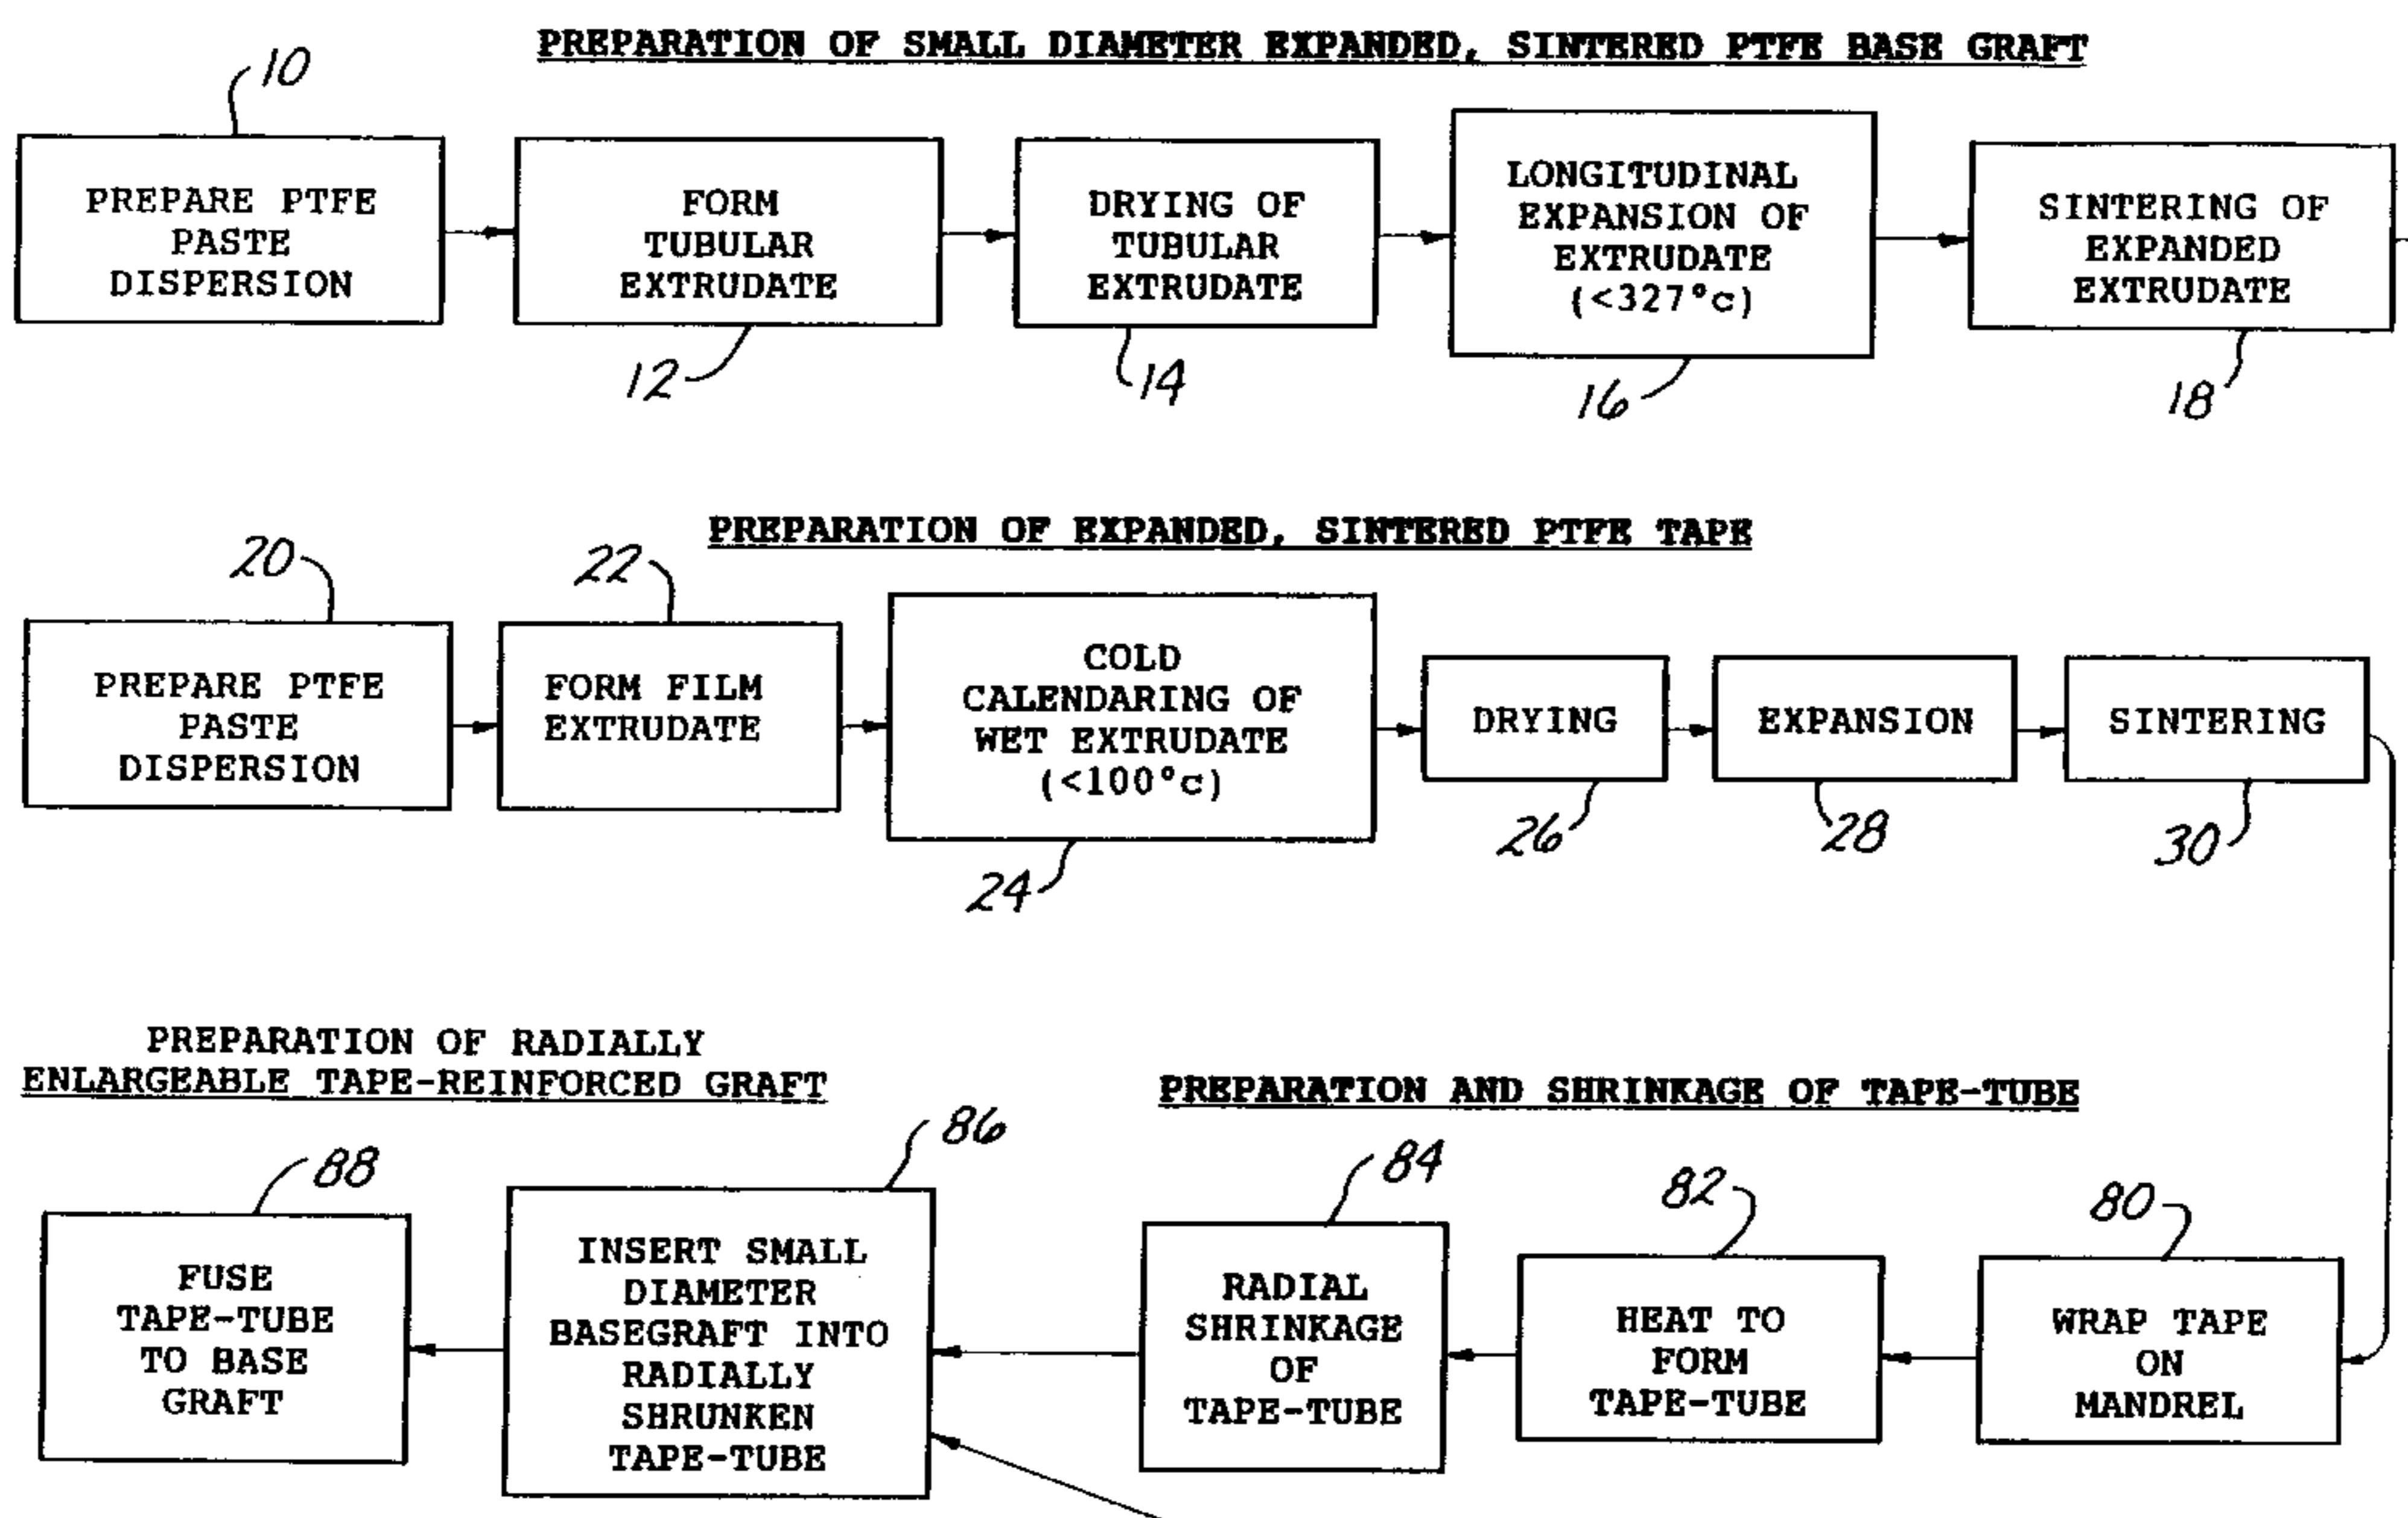 PREPARATION OF SMALL DIAMETER EXPANDED, SINTERED PTFE BASE GRAFT
10
PREPARE PTFE
PASTE
DISPERSION
FORM
TUBULAR
EXTRUDATE
12
DRYING OF
TUBULAR
EXTRUDATE
14
LONGITUDINAL
EXPANSION OF
EXTRUDATE
(<327°c)
16
SINTERING OF
EXPANDED
EXTRUDATE
18
PREPARATION OF EXPANDED, SINTERED PTFE TAPE
20
PREPARE PTFE
PASTE
DISPERSION
22
FORM FILM
EXTRUDATE
COLD
CALENDARING OF
WET EXTRUDATE
(<100°c)
24
DRYING
26
EXPANSION
28
SINTERING
30
PREPARATION OF RADIALLY
ENLARGEABLE TAPE-REINFORCED GRAFT
88
FUSE
TAPE-TUBE
TO BASE
GRAFT
86
INSERT SMALL
DIAMETER
BASEGRAFT INTO
RADIALLY
SHRUNKEN
TAPE-TUBE
PREPARATION AND SHRINKAGE OF TAPE-TUBE
84
RADIAL
SHRINKAGE
OF
TAPE-TUBE
82
HEAT TO
FORM
TAPE-TUBE
80
WRAP TAPE
ON
MANDREL